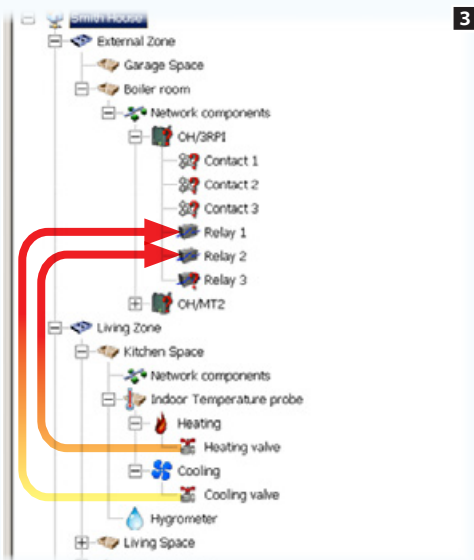 3
Smith House
External Zone
Garage Space
Boiler room
Network components
OH/3RPI
Contact 1
Contact 2
Contact 3
Relay 1
Relay 2
Relay 3
OH/MT2
Living Zone
Kitchen Space
Network components
Indoor Temperature probe
Heating
Heating valve
Cooling
Cooling valve
Hygrometer
Living Space